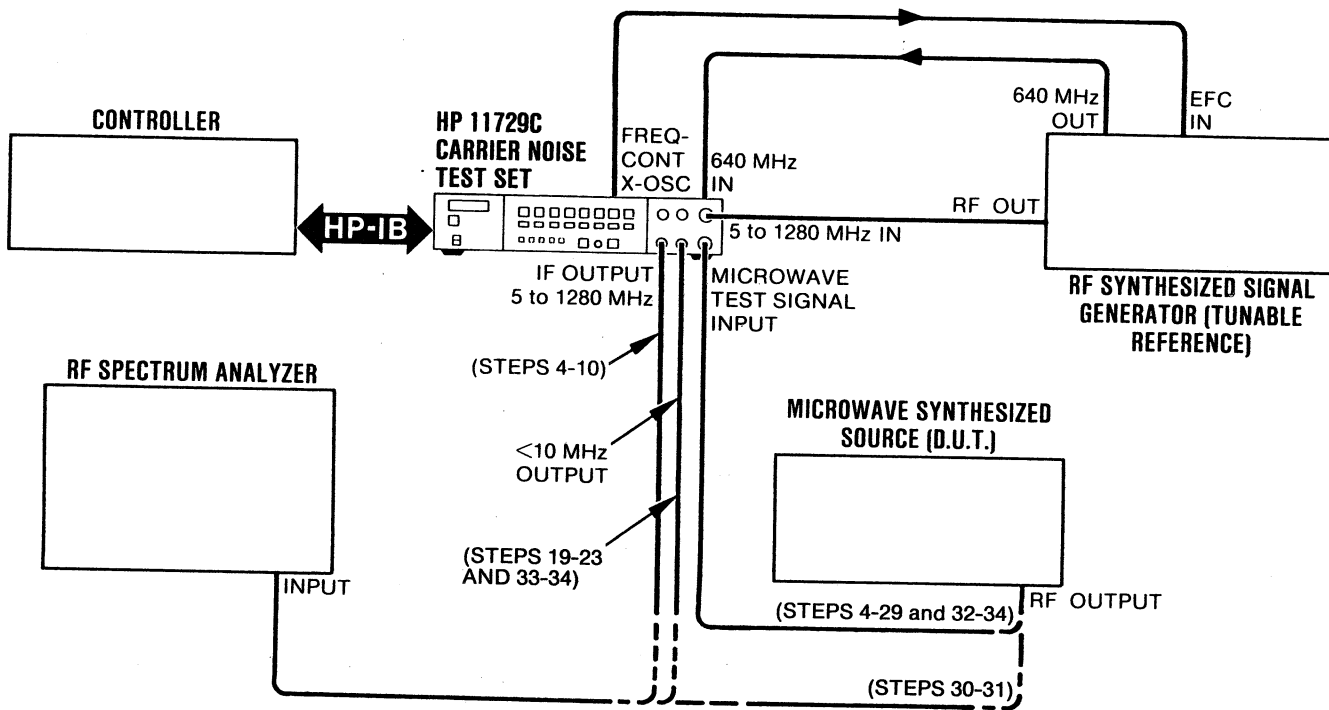 CONTROLLER
HP-IB
HP 11729C
CARRIER NOISE
TEST SET
FREQ-
CONT
X-OSC
640 MHz
IN
640 MHz
OUT
EFC
IN
RF OUT
5 to 1280 MHz IN
RF SYNTHESIZED SIGNAL
GENERATOR (TUNABLE
REFERENCE)
IF OUTPUT
5 to 1280 MHz
MICROWAVE
TEST SIGNAL
INPUT
(STEPS 4-10)
RF SPECTRUM ANALYZER
INPUT
<10 MHz
OUTPUT
(STEPS 19-23
AND 33-34)
MICROWAVE SYNTHESIZED
SOURCE (D.U.T.)
RF OUTPUT
(STEPS 4-29 and 32-34)
(STEPS 30-31)